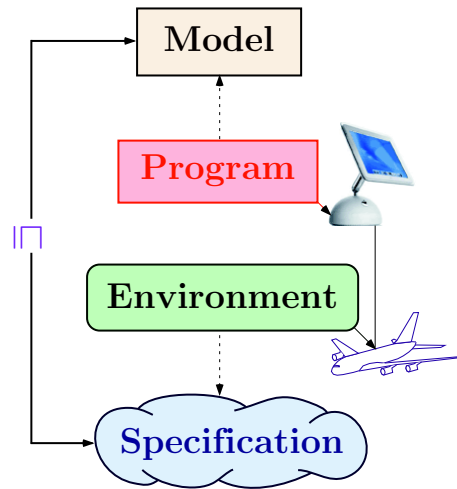 Model
Program
⊑
Environment
Specification